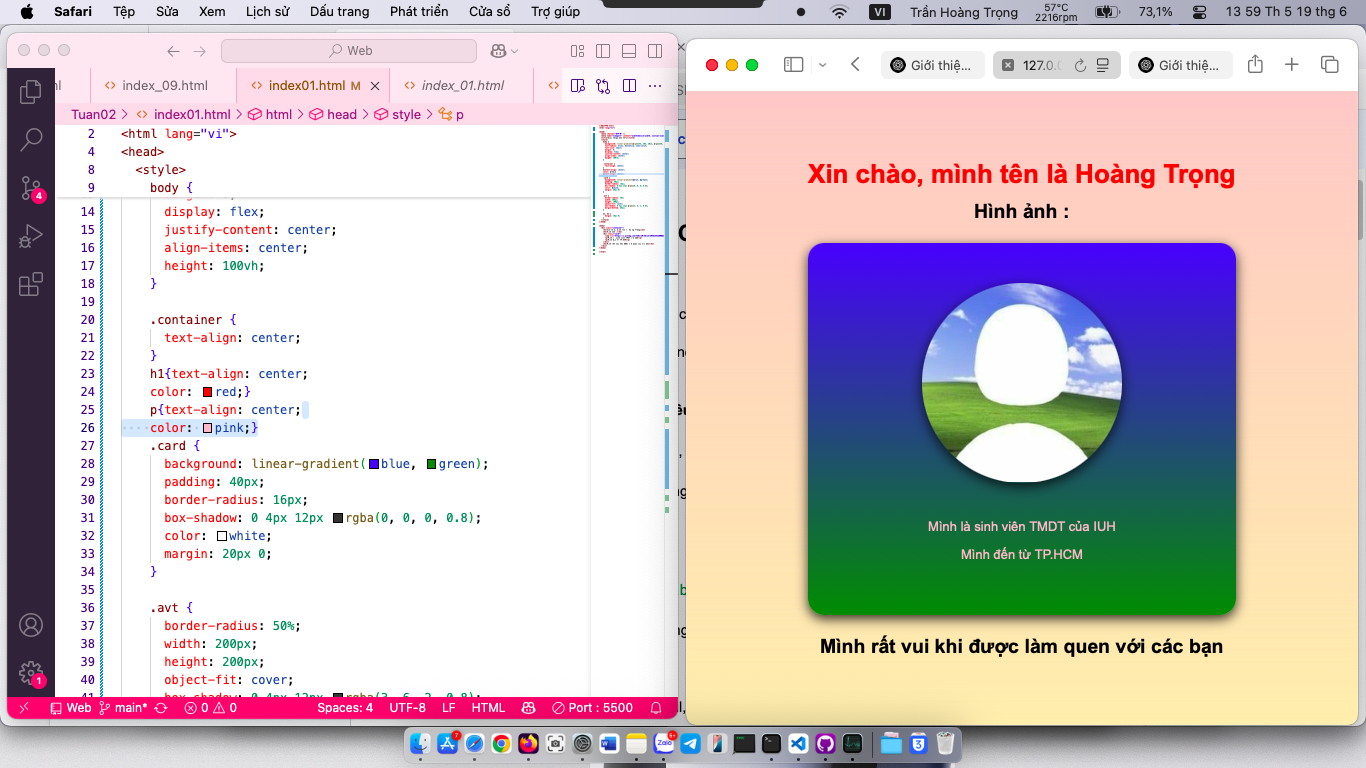 Safari Tệp Sửa Xem Lịch sử Dấu trang Phát triển Cửa sổ Trợ giúp VI Trần Hoàng Trọng 57°C 2216rpm 73,1% 13 59 Th 5 19 thg 6
Web
index_09.html index01.html M index_01.html
Tuan02 > index01.html > html > head > style > p
2 <html lang="vi">
4 <head>
8 <style>
9 body {
14 display: flex;
15 justify-content: center;
16 align-items: center;
17 height: 100vh;
18 }
19
20 .container {
21 text-align: center;
22 }
23 h1{text-align: center;
24 color: red;}
25 p{text-align: center;
26 color: pink;}
27 .card {
28 background: linear-gradient(blue, green);
29 padding: 40px;
30 border-radius: 16px;
31 box-shadow: 0 4px 12px rgba(0, 0, 0, 0.8);
32 color: white;
33 margin: 20px 0;
34 }
35
36 .avt {
37 border-radius: 50%;
38 width: 200px;
39 height: 200px;
40 object-fit: cover;
4
1
Web main* 0 0 Spaces: 4 UTF-8 LF HTML Port : 5500
Giới thiệ... 127.0. Giới thiệ...
Xin chào, mình tên là Hoàng Trọng
Hình ảnh :
Mình là sinh viên TMDT của IUH
Mình đến từ TP.HCM
Mình rất vui khi được làm quen với các bạn
7
Zalo
5+
3